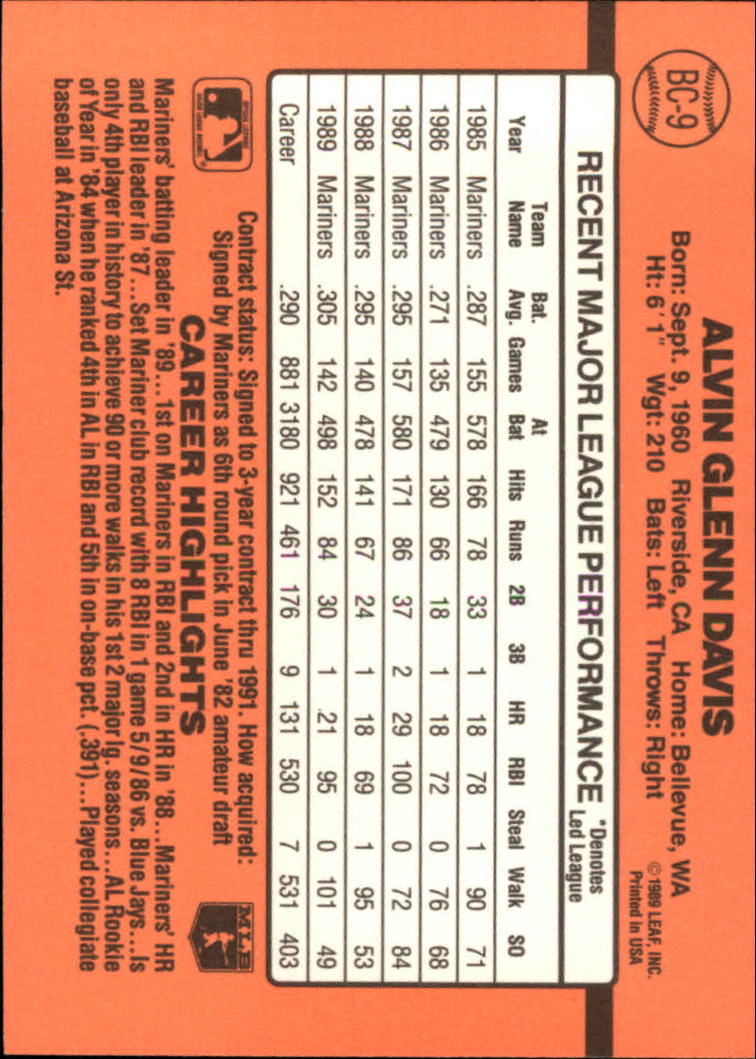 BC-9
ALVIN GLENN DAVIS
Born: Sept. 9, 1960 Riverside, CA Home: Bellevue, WA
Ht: 6'1" Wgt: 210 Bats: Left Throws: Right
© 1989 LEAF, INC.
Printed in USA
RECENT MAJOR LEAGUE PERFORMANCE *Denotes Led League
Year Team Name Bat. Avg. Games At Bat Hits Runs 2B 3B HR RBI Steal Walk SO
1985 Mariners .287 155 578 166 78 33 1 18 78 1 90 71
1986 Mariners .271 135 479 130 66 18 1 18 72 0 76 68
1987 Mariners .295 157 580 171 86 37 2 29 100 0 72 84
1988 Mariners .295 140 478 141 67 24 1 18 69 1 95 53
1989 Mariners .305 142 498 152 84 30 1 21 95 0 101 49
Career .290 881 3180 921 461 176 9 131 530 7 531 403
Contract status: Signed to 3-year contract thru 1991. How acquired:
Signed by Mariners as 6th round pick in June '82 amateur draft
MLB
CAREER HIGHLIGHTS
Mariners' batting leader in '89...1st on Mariners in RBI and 2nd in HR in '88...Mariners' HR
and RBI leader in '87...Set Mariner club record with 8 RBI in 1 game 5/9/86 vs. Blue Jays...Is
only 4th player in history to achieve 90 or more walks in his 1st 2 major lg. seasons...AL Rookie
of Year in '84 when he ranked 4th in AL in RBI and 5th in on-base pct. (.391)...Played collegiate
baseball at Arizona St.